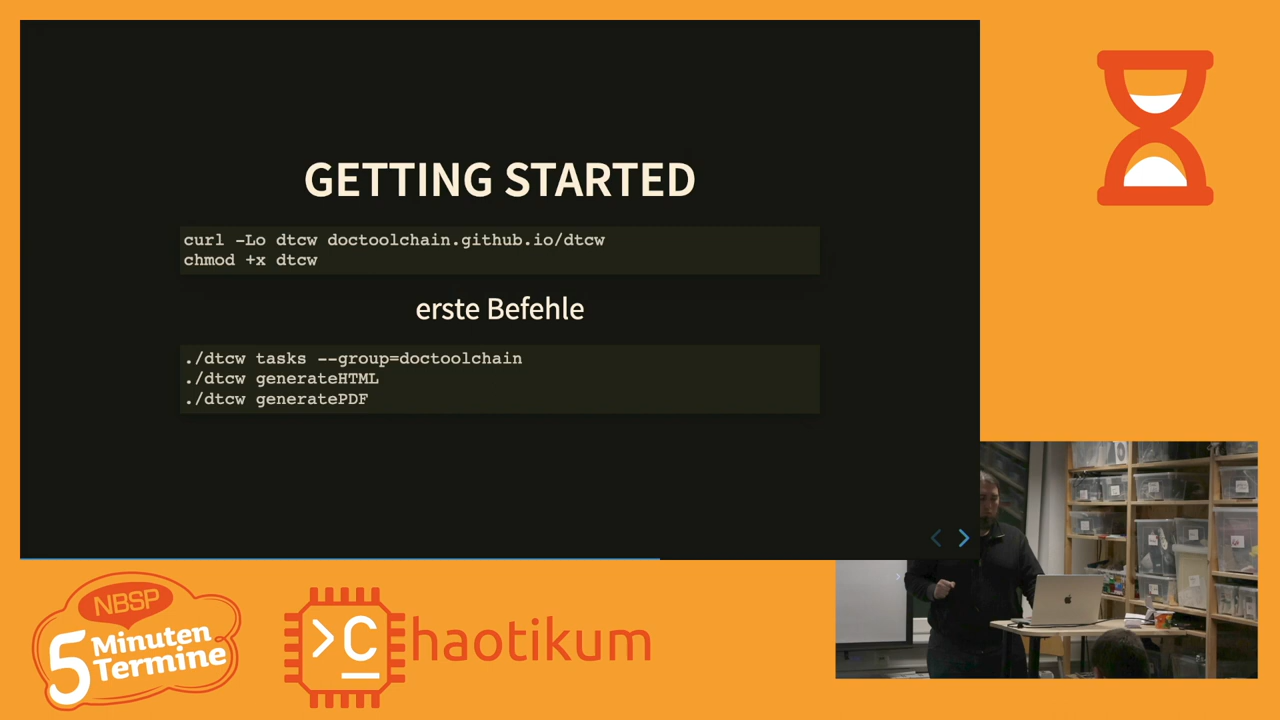 GETTING STARTED
curl -Lo dtcw doctoolchain.github.io/dtcw
chmod +x dtcw
erste Befehle
./dtcw tasks --group=doctoolchain
./dtcw generateHTML
./dtcw generatePDF
NBSP
5 Minuten
Termine
>C_haotikum